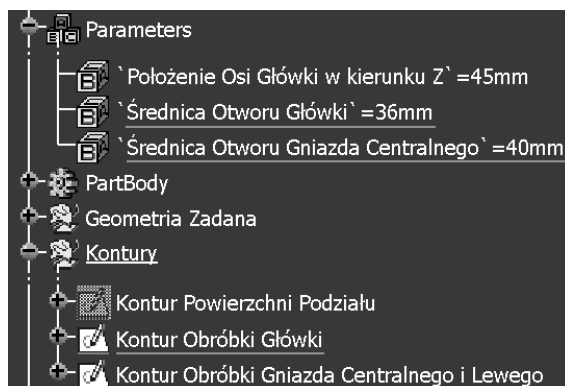 Parameters
`Położenie Osi Główki w kierunku Z`=45mm
`Średnica Otworu Główki`=36mm
`Średnica Otworu Gniazda Centralnego`=40mm
PartBody
Geometria Zadana
Kontury
Kontur Powierzchni Podziału
Kontur Obróbki Główki
Kontur Obróbki Gniazda Centralnego i Lewego